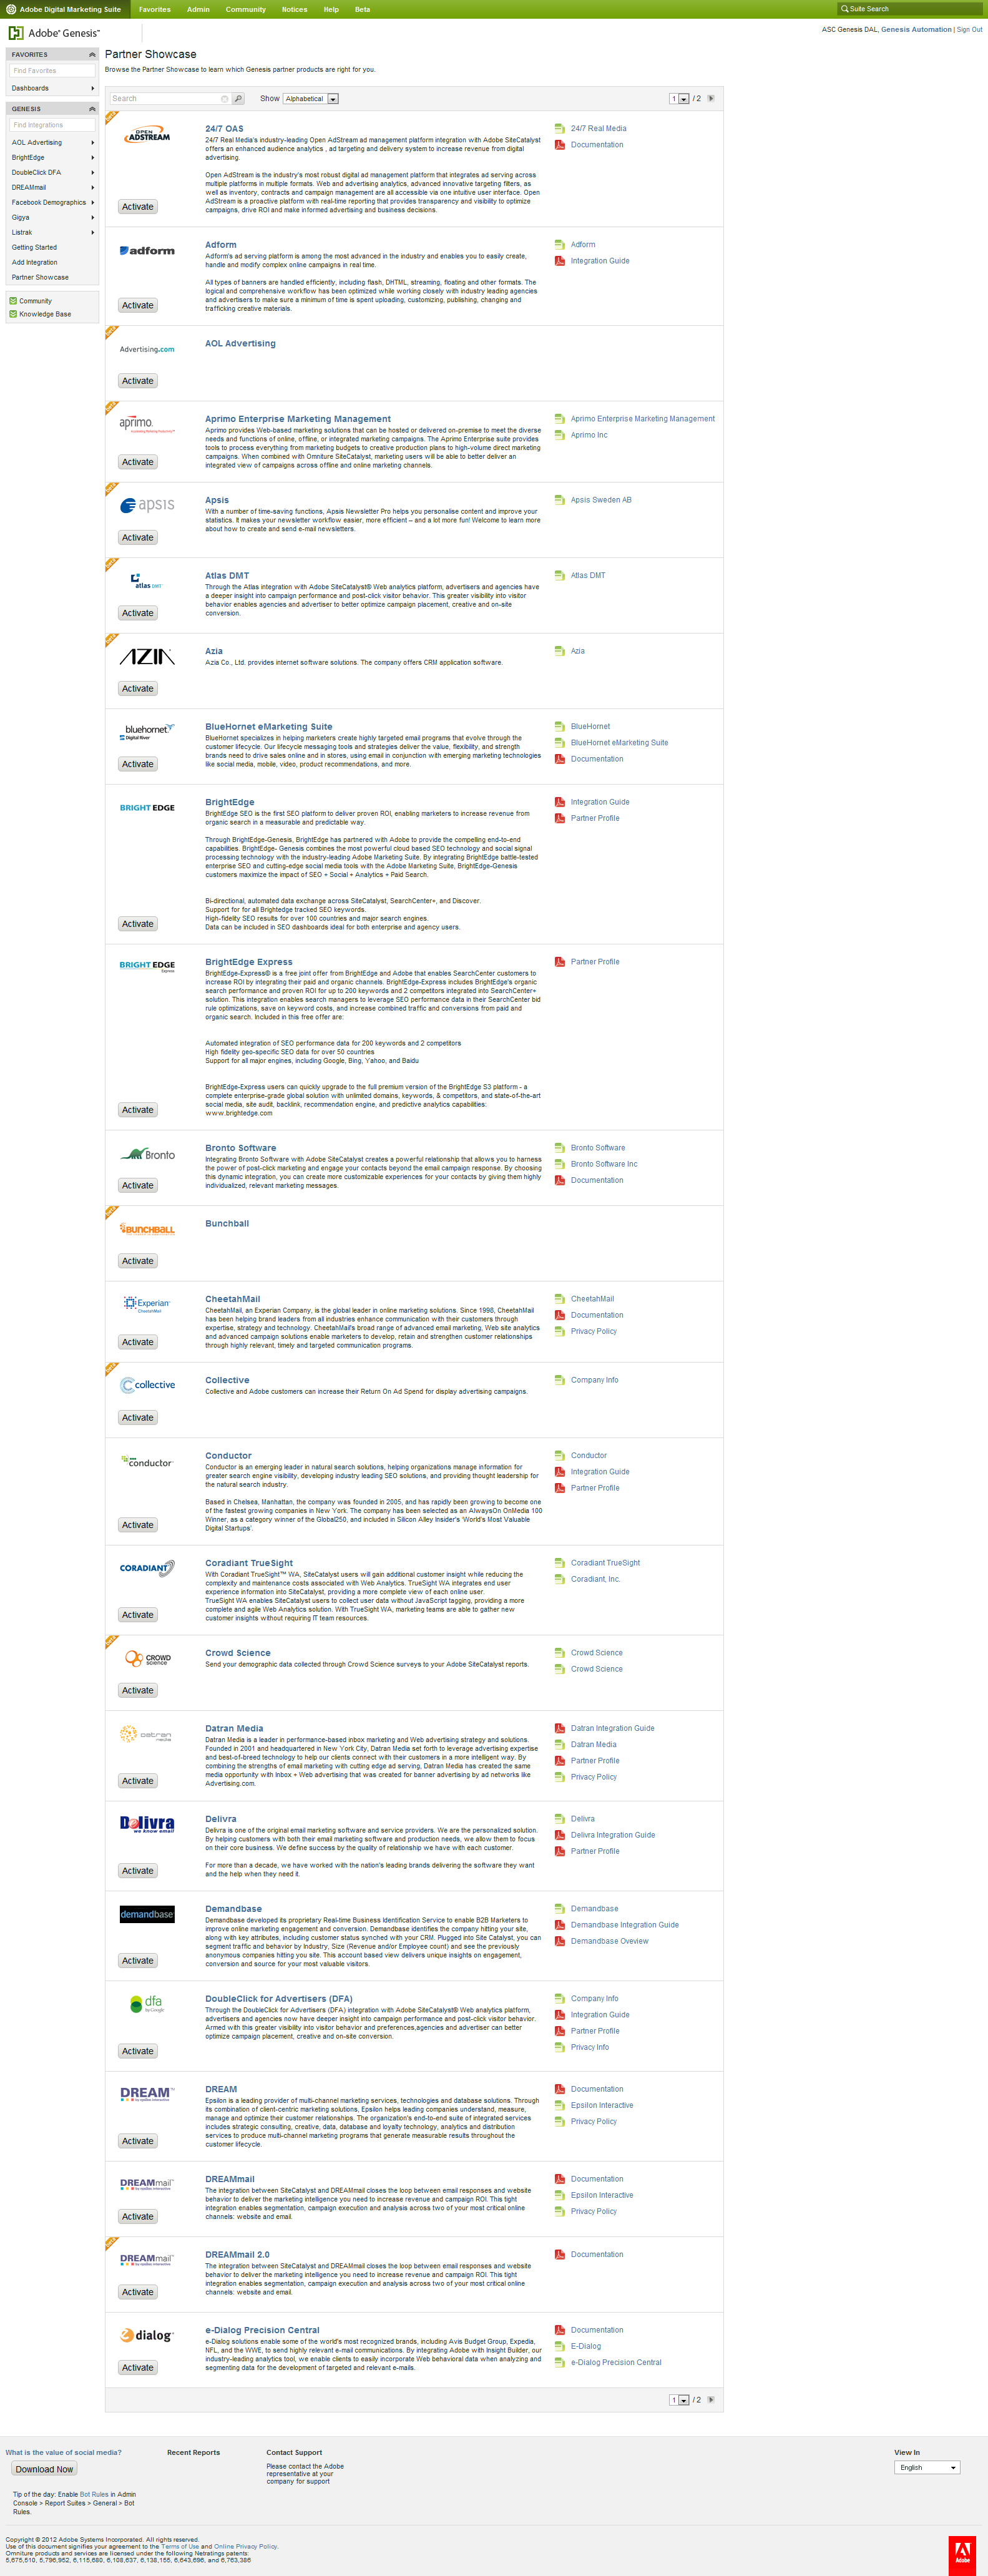 Adobe Digital Marketing Suite Favorites Admin Community Notices Help Beta Suite Search
Adobe® Genesis™
ASC Genesis DAL, Genesis Automation | Sign Out
FAVORITES
Find Favorites
Dashboards
GENESIS
Find Integrations
AOL Advertising
BrightEdge
DoubleClick DFA
DREAMmail
Facebook Demographics
Gigya
Listrak
Getting Started
Add Integration
Partner Showcase
Community
Knowledge Base
Partner Showcase
Browse the Partner Showcase to learn which Genesis partner products are right for you.
Search Show Alphabetical 1 / 2
OPEN ADSTREAM
24/7 OAS
24/7 Real Media's industry-leading Open AdStream ad management platform integration with Adobe SiteCatalyst
offers an enhanced audience analytics , ad targeting and delivery system to increase revenue from digital
advertising.
Open AdStream is the industry's most robust digital ad management platform that integrates ad serving across
multiple platforms in multiple formats. Web and advertising analytics, advanced innovative targeting filters, as
well as inventory, contracts and campaign management are all accessible via one intuitive user interface. Open
AdStream is a proactive platform with real-time reporting that provides transparency and visibility to optimize
campaigns, drive ROI and make informed advertising and business decisions.
24/7 Real Media
Documentation
Activate
adform
Adform
Adform's ad serving platform is among the most advanced in the industry and enables you to easily create,
handle and modify complex online campaigns in real time.
All types of banners are handled efficiently, including flash, DHTML, streaming, floating and other formats. The
logical and comprehensive workflow has been optimized while working closely with industry leading agencies
and advertisers to make sure a minimum of time is spent uploading, customizing, publishing, changing and
trafficking creative materials.
Adform
Integration Guide
Activate
Advertising.com
AOL Advertising
Activate
aprimo.
Aprimo Enterprise Marketing Management
Aprimo provides Web-based marketing solutions that can be hosted or delivered on-premise to meet the diverse
needs and functions of online, offline, or integrated marketing campaigns. The Aprimo Enterprise suite provides
tools to process everything from marketing budgets to creative production plans to high-volume direct marketing
campaigns. When combined with Omniture SiteCatalyst, marketing users will be able to better deliver an
integrated view of campaigns across offline and online marketing channels.
Aprimo Enterprise Marketing Management
Aprimo Inc
Activate
apsis
Apsis
With a number of time-saving functions, Apsis Newsletter Pro helps you personalise content and improve your
statistics. It makes your newsletter workflow easier, more efficient – and a lot more fun! Welcome to learn more
about how to create and send e-mail newsletters.
Apsis Sweden AB
Activate
atlas DMT
Atlas DMT
Through the Atlas integration with Adobe SiteCatalyst® Web analytics platform, advertisers and agencies have
a deeper insight into campaign performance and post-click visitor behavior. This greater visibility into visitor
behavior enables agencies and advertiser to better optimize campaign placement, creative and on-site
conversion.
Atlas DMT
Activate
AZIA
Azia
Azia Co., Ltd. provides internet software solutions. The company offers CRM application software.
Azia
Activate
bluehornet
Digital River
BlueHornet eMarketing Suite
BlueHornet specializes in helping marketers create highly targeted email programs that evolve through the
customer lifecycle. Our lifecycle messaging tools and strategies deliver the value, flexibility, and strength
brands need to drive sales online and in stores, using email in conjunction with emerging marketing technologies
like social media, mobile, video, product recommendations, and more.
BlueHornet
BlueHornet eMarketing Suite
Documentation
Activate
BRIGHT EDGE
BrightEdge
BrightEdge SEO is the first SEO platform to deliver proven ROI, enabling marketers to increase revenue from
organic search in a measurable and predictable way.
Through BrightEdge-Genesis, BrightEdge has partnered with Adobe to provide the compelling end-to-end
capabilities. BrightEdge- Genesis combines the most powerful cloud based SEO technology and social signal
processing technology with the industry-leading Adobe Marketing Suite. By integrating BrightEdge battle-tested
enterprise SEO and cutting-edge social media tools with the Adobe Marketing Suite, BrightEdge-Genesis
customers maximize the impact of SEO + Social + Analytics + Paid Search.
Bi-directional, automated data exchange across SiteCatalyst, SearchCenter+, and Discover.
Support for for all Brightedge tracked SEO keywords.
High-fidelity SEO results for over 100 countries and major search engines.
Data can be included in SEO dashboards ideal for both enterprise and agency users.
Integration Guide
Partner Profile
Activate
BRIGHT EDGE
Express
BrightEdge Express
BrightEdge-Express® is a free joint offer from BrightEdge and Adobe that enables SearchCenter customers to
increase ROI by integrating their paid and organic channels. BrightEdge-Express includes BrightEdge's organic
search performance and proven ROI for up to 200 keywords and 2 competitors integrated into SearchCenter+
solution. This integration enables search managers to leverage SEO performance data in their SearchCenter bid
rule optimizations, save on keyword costs, and increase combined traffic and conversions from paid and
organic search. Included in this free offer are:
Automated integration of SEO performance data for 200 keywords and 2 competitors
High fidelity geo-specific SEO data for over 50 countries
Support for all major engines, including Google, Bing, Yahoo, and Baidu
BrightEdge-Express users can quickly upgrade to the full premium version of the BrightEdge S3 platform - a
complete enterprise-grade global solution with unlimited domains, keywords, & competitors, and state-of-the-art
social media, site audit, backlink, recommendation engine, and predictive analytics capabilities:
www.brightedge.com
Partner Profile
Activate
Bronto
Bronto Software
Integrating Bronto Software with Adobe SiteCatalyst creates a powerful relationship that allows you to harness
the power of post-click marketing and engage your contacts beyond the email campaign response. By choosing
this dynamic integration, you can create more customizable experiences for your contacts by giving them highly
individualized, relevant marketing messages.
Bronto Software
Bronto Software Inc
Documentation
Activate
BUNCHBALL
Bunchball
Activate
Experian
CheetahMail
CheetahMail
CheetahMail, an Experian Company, is the global leader in online marketing solutions. Since 1998, CheetahMail
has been helping brand leaders from all industries enhance communication with their customers through
expertise, strategy and technology. CheetahMail's broad range of advanced email marketing, Web site analytics
and advanced campaign solutions enable marketers to develop, retain and strengthen customer relationships
through highly relevant, timely and targeted communication programs.
CheetahMail
Documentation
Privacy Policy
Activate
collective
Collective
Collective and Adobe customers can increase their Return On Ad Spend for display advertising campaigns.
Company Info
Activate
conductor
Conductor
Conductor is an emerging leader in natural search solutions, helping organizations manage information for
greater search engine visibility, developing industry leading SEO solutions, and providing thought leadership for
the natural search industry.
Based in Chelsea, Manhattan, the company was founded in 2005, and has rapidly been growing to become one
of the fastest growing companies in New York. The company has been selected as an AlwaysOn OnMedia 100
Winner, as a category winner of the Global250, and included in Silicon Alley Insider's 'World's Most Valuable
Digital Startups'.
Conductor
Integration Guide
Partner Profile
Activate
CORADIANT
Coradiant TrueSight
With Coradiant TrueSight™ WA, SiteCatalyst users will gain additional customer insight while reducing the
complexity and maintenance costs associated with Web Analytics. TrueSight WA integrates end user
experience information into SiteCatalyst, providing a more complete view of each online user.
TrueSight WA enables SiteCatalyst users to collect user data without JavaScript tagging, providing a more
complete and agile Web Analytics solution. With TrueSight WA, marketing teams are able to gather new
customer insights without requiring IT team resources.
Coradiant TrueSight
Coradiant, Inc.
Activate
CROWD SCIENCE
Crowd Science
Send your demographic data collected through Crowd Science surveys to your Adobe SiteCatalyst reports.
Crowd Science
Crowd Science
Activate
datran media
Datran Media
Datran Media is a leader in performance-based inbox marketing and Web advertising strategy and solutions.
Founded in 2001 and headquartered in New York City, Datran Media set forth to leverage advertising expertise
and best-of-breed technology to help our clients connect with their customers in a more intelligent way. By
combining the strengths of email marketing with cutting edge ad serving, Datran Media has created the same
media opportunity with Inbox + Web advertising that was created for banner advertising by ad networks like
Advertising.com.
Datran Integration Guide
Datran Media
Partner Profile
Privacy Policy
Activate
Delivra
we know email
Delivra
Delivra is one of the original email marketing software and service providers. We are the personalized solution.
By helping customers with both their email marketing software and production needs, we allow them to focus
on their core business. We define success by the quality of relationship we have with each customer.
For more than a decade, we have worked with the nation's leading brands delivering the software they want
and the help when they need it.
Delivra
Delivra Integration Guide
Partner Profile
Activate
demandbase
Demandbase
Demandbase developed its proprietary Real-time Business Identification Service to enable B2B Marketers to
improve online marketing engagement and conversion. Demandbase identifies the company hitting your site,
along with key attributes, including customer status synched with your CRM. Plugged into Site Catalyst, you can
segment traffic and behavior by Industry, Size (Revenue and/or Employee count) and see the previously
anonymous companies hitting you site. This account based view delivers unique insights on engagement,
conversion and source for your most valuable visitors.
Demandbase
Demandbase Integration Guide
Demandbase Oveview
Activate
dfa
by Google
DoubleClick for Advertisers (DFA)
Through the DoubleClick for Advertisers (DFA) integration with Adobe SiteCatalyst® Web analytics platform,
advertisers and agencies now have deeper insight into campaign performance and post-click visitor behavior.
Armed with this greater visibility into visitor behavior and preferences,agencies and advertiser can better
optimize campaign placement, creative and on-site conversion.
Company Info
Integration Guide
Partner Profile
Privacy Info
Activate
DREAM
DREAM
Epsilon is a leading provider of multi-channel marketing services, technologies and database solutions. Through
its combination of client-centric marketing solutions, Epsilon helps leading companies understand, measure,
manage and optimize their customer relationships. The organization's end-to-end suite of integrated services
includes strategic consulting, creative, data, database and loyalty technology, analytics and distribution
services to produce multi-channel marketing programs that generate measurable results throughout the
customer lifecycle.
Documentation
Epsilon Interactive
Privacy Policy
Activate
DREAMmail
DREAMmail
The integration between SiteCatalyst and DREAMmail closes the loop between email responses and website
behavior to deliver the marketing intelligence you need to increase revenue and campaign ROI. This tight
integration enables segmentation, campaign execution and analysis across two of your most critical online
channels: website and email.
Documentation
Epsilon Interactive
Privacy Policy
Activate
DREAMmail
DREAMmail 2.0
The integration between SiteCatalyst and DREAMmail closes the loop between email responses and website
behavior to deliver the marketing intelligence you need to increase revenue and campaign ROI. This tight
integration enables segmentation, campaign execution and analysis across two of your most critical online
channels: website and email.
Documentation
Activate
e dialog
e-Dialog Precision Central
e-Dialog solutions enable some of the world's most recognized brands, including Avis Budget Group, Expedia,
NFL, and the WWE, to send highly relevant e-mail communications. By integrating Adobe with Insight Builder, our
industry-leading analytics tool, we enable clients to easily incorporate Web behavioral data when analyzing and
segmenting data for the development of targeted and relevant e-mails.
Documentation
E-Dialog
e-Dialog Precision Central
Activate
1 / 2
What is the value of social media?
Download Now
Tip of the day: Enable Bot Rules in Admin
Console > Report Suites > General > Bot
Rules.
Recent Reports
Contact Support
Please contact the Adobe
representative at your
company for support
View In
English
Copyright © 2012 Adobe Systems Incorporated. All rights reserved.
Use of this document signifies your agreement to the Terms of Use and Online Privacy Policy.
Omniture products and services are licensed under the following Netratings patents:
5,675,510, 5,796,952, 6,115,680, 6,108,637, 6,138,155, 6,643,696, and 6,763,386
Adobe